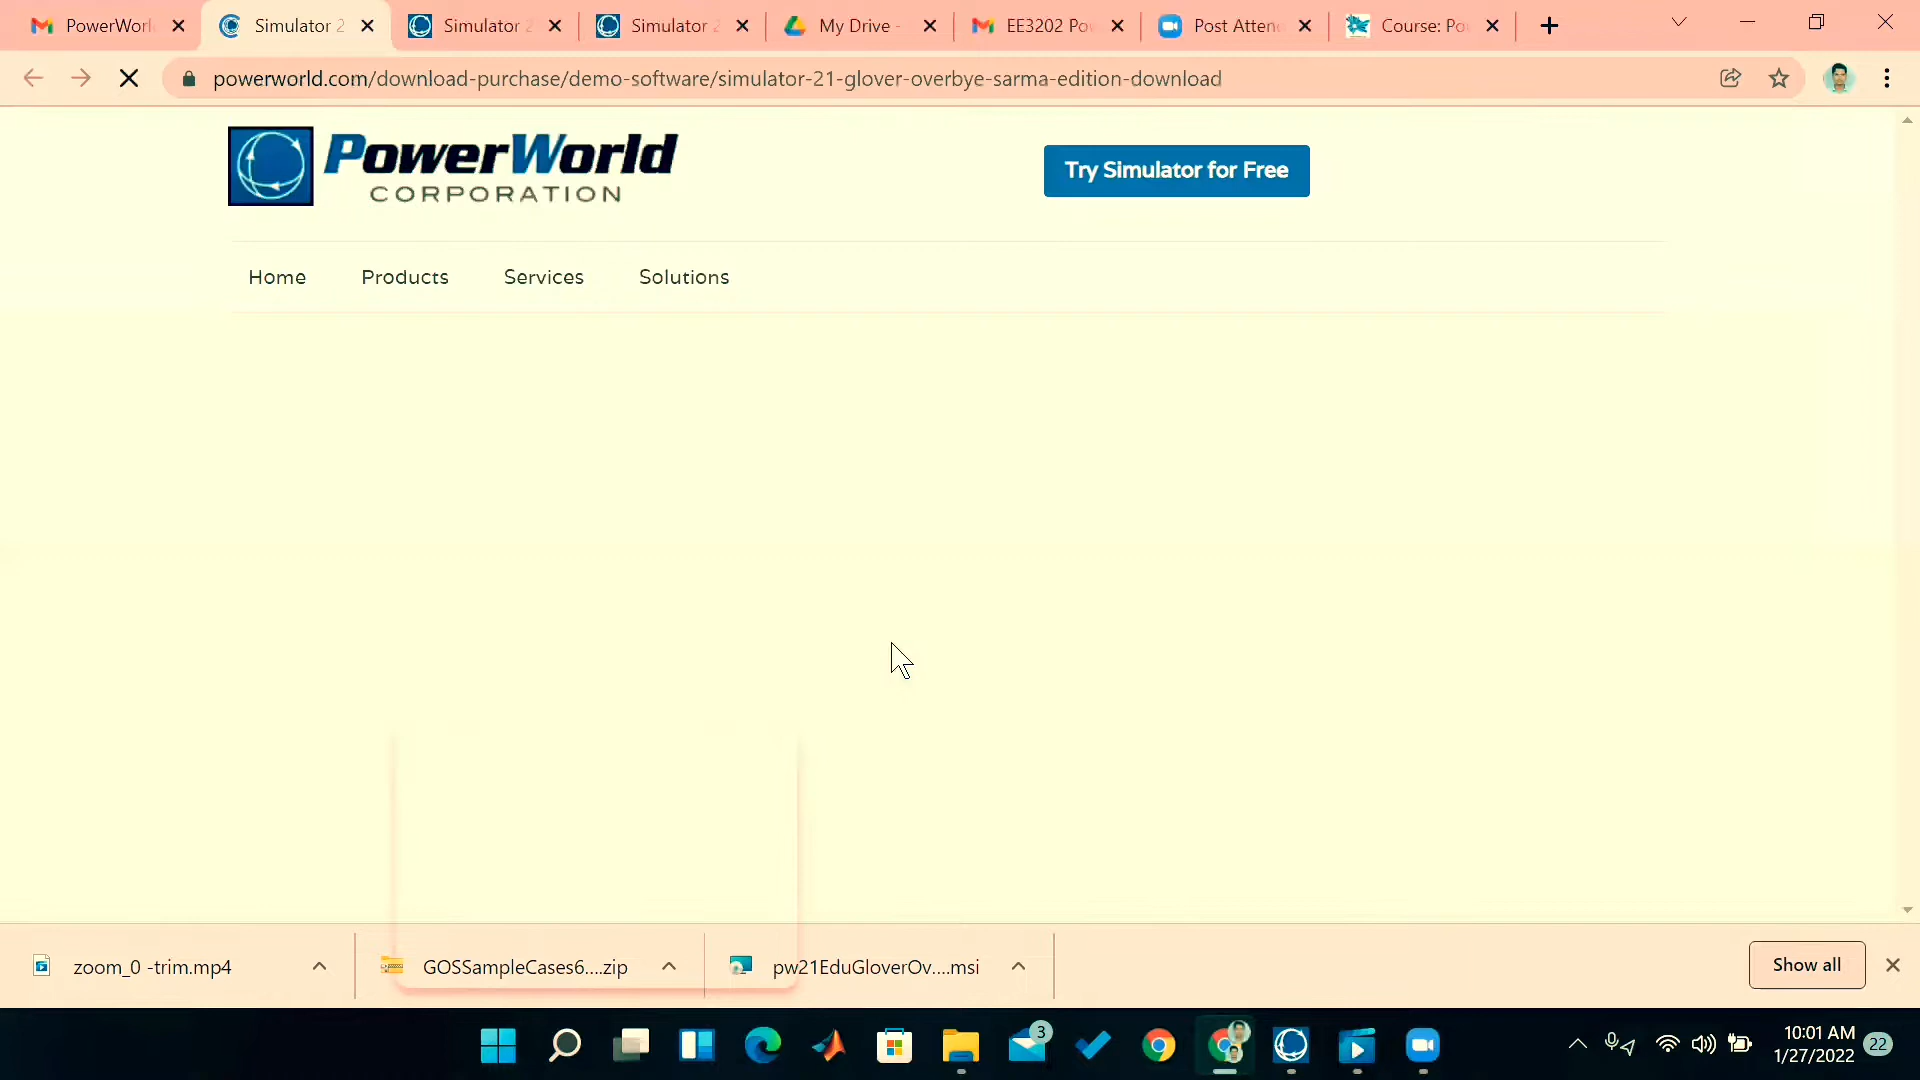 PowerWorl
Simulator 2
Simulator 2
Simulator 2
My Drive -
EE3202 Po
Post Atten
Course: Po
powerworld.com/download-purchase/demo-software/simulator-21-glover-overbye-sarma-edition-download
PowerWorld
CORPORATION
Try Simulator for Free
Home Products Services Solutions
zoom_0 -trim.mp4
GOSSampleCases6....zip
pw21EduGloverOv....msi
Show all
3
10:01 AM
1/27/2022
22